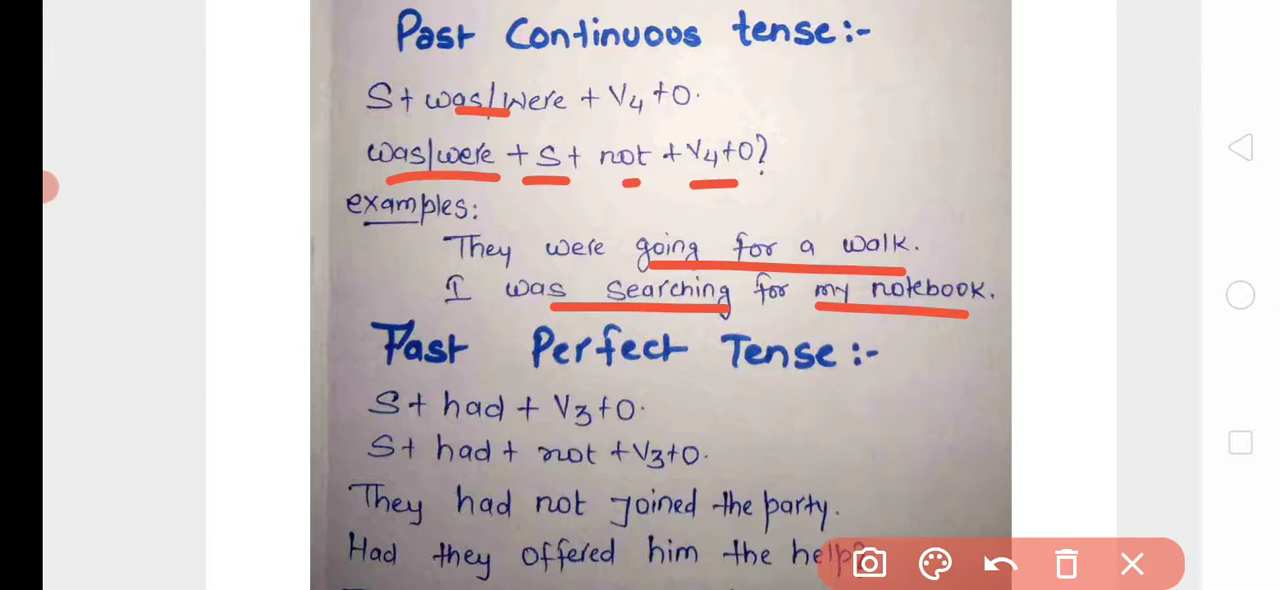 Past Continuous tense:-
S+ was/were + V4+O.
was/were + S+ not +V4+O?
examples:
They were going for a walk.
I was searching for my notebook.
Past Perfect Tense:-
S+ had + V3+O.
S+ had + not +V3+O.
They had not joined the party.
Had they offered him the help?